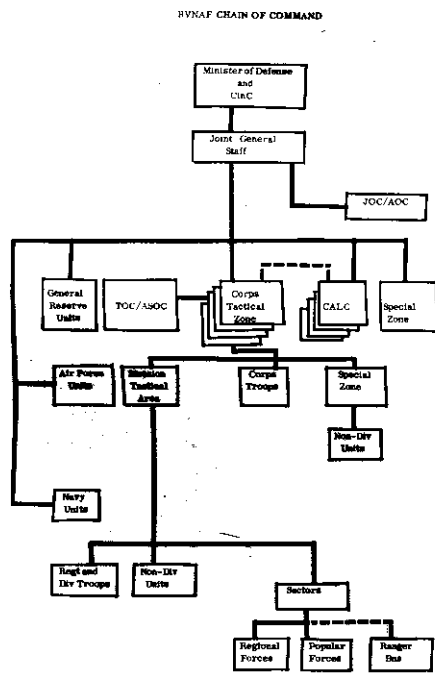 RVNAF CHAIN OF COMMAND
Minister of Defense
and
CinC
Joint General
Staff
JOC/AOC
General
Reserve
Units
TOC/ASOC
Corps
Tactical
Zone
CALC
Special
Zone
Air Force
Units
Division
Tactical
Area
Corps
Troops
Special
Zone
Non-Div
Units
Navy
Units
Regt and
Div Troops
Non-Div
Units
Sectors
Regional
Forces
Popular
Forces
Ranger
Bns